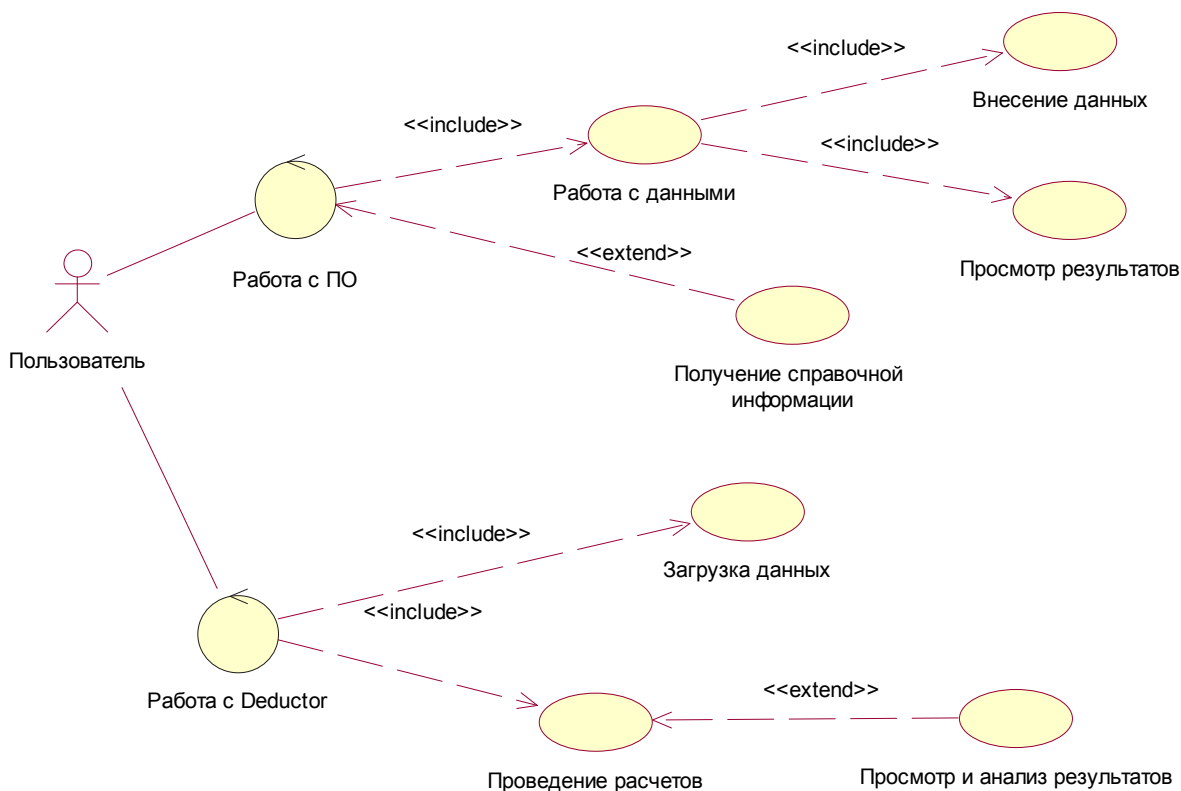 <<include>>
Внесение данных
<<include>>
<<include>>
Работа с данными
Просмотр результатов
<<extend>>
Работа с ПО
Пользователь
Получение справочной
информации
<<include>>
Загрузка данных
<<include>>
Работа с Deductor
<<extend>>
Проведение расчетов
Просмотр и анализ результатов